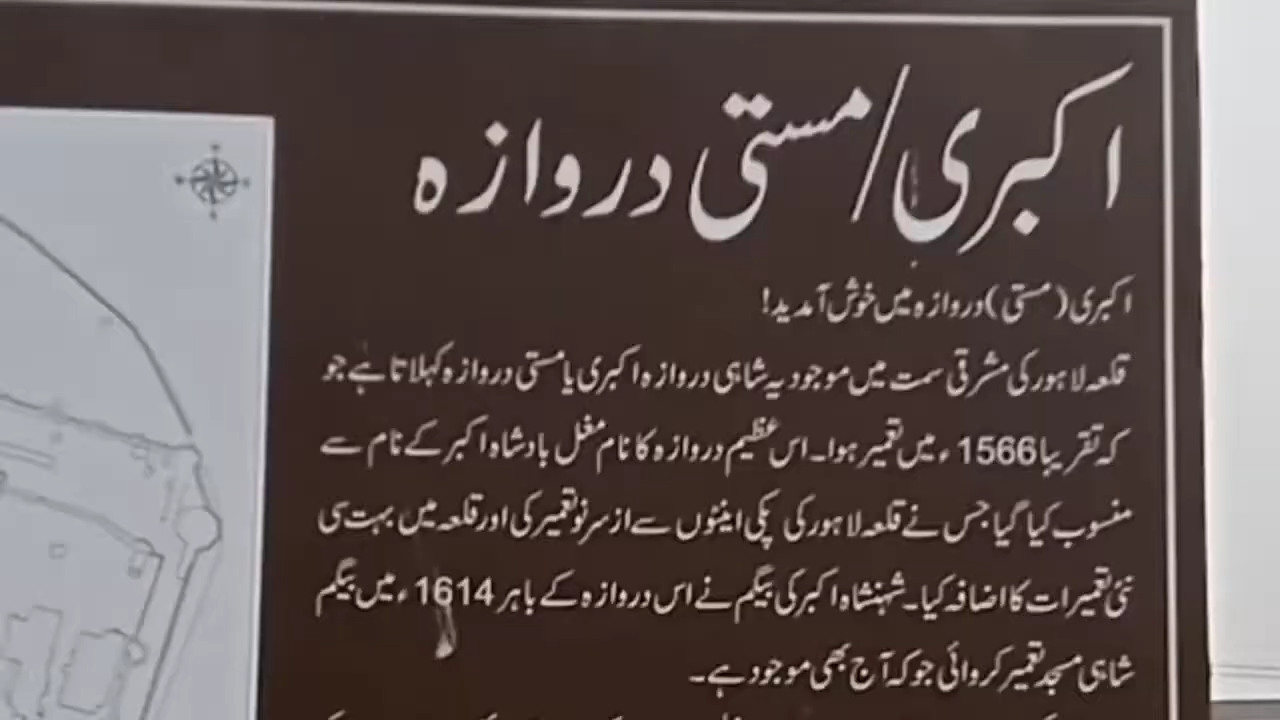 اکبری/مستی دروازہ
اکبری (مستی) دروازہ میں خوش آمدید!
قلعہ لاہور کی مشرقی سمت میں موجود یہ شاہی دروازہ اکبری یا مستی دروازہ کہلاتا ہے جو
کہ تقریبا 1566ء میں تعمیر ہوا۔ اس عظیم دروازہ کا نام مغل بادشاہ اکبر کے نام سے
منسوب کیا گیا جس نے قلعہ لاہور کی پکی اینٹوں سے از سر نو تعمیر کی اور قلعہ میں بہت سی
نئی تعمیرات کا اضافہ کیا۔ شہنشاہ اکبر کی بیگم نے اس دروازہ کے باہر 1614ء میں بیگم
شاہی مسجد تعمیر کروائی جو کہ آج بھی موجود ہے۔